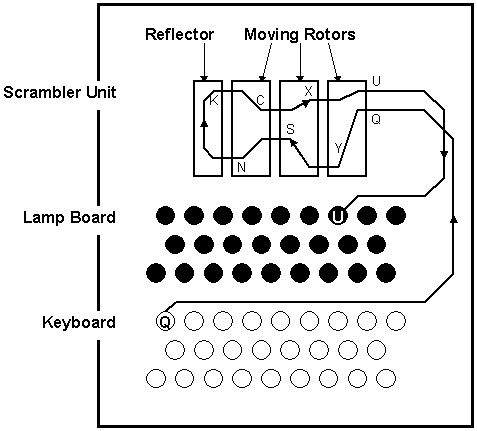 Reflector Moving Rotors
Scrambler Unit
K C X U
S Q
N Y
Lamp Board
U
Keyboard
Q